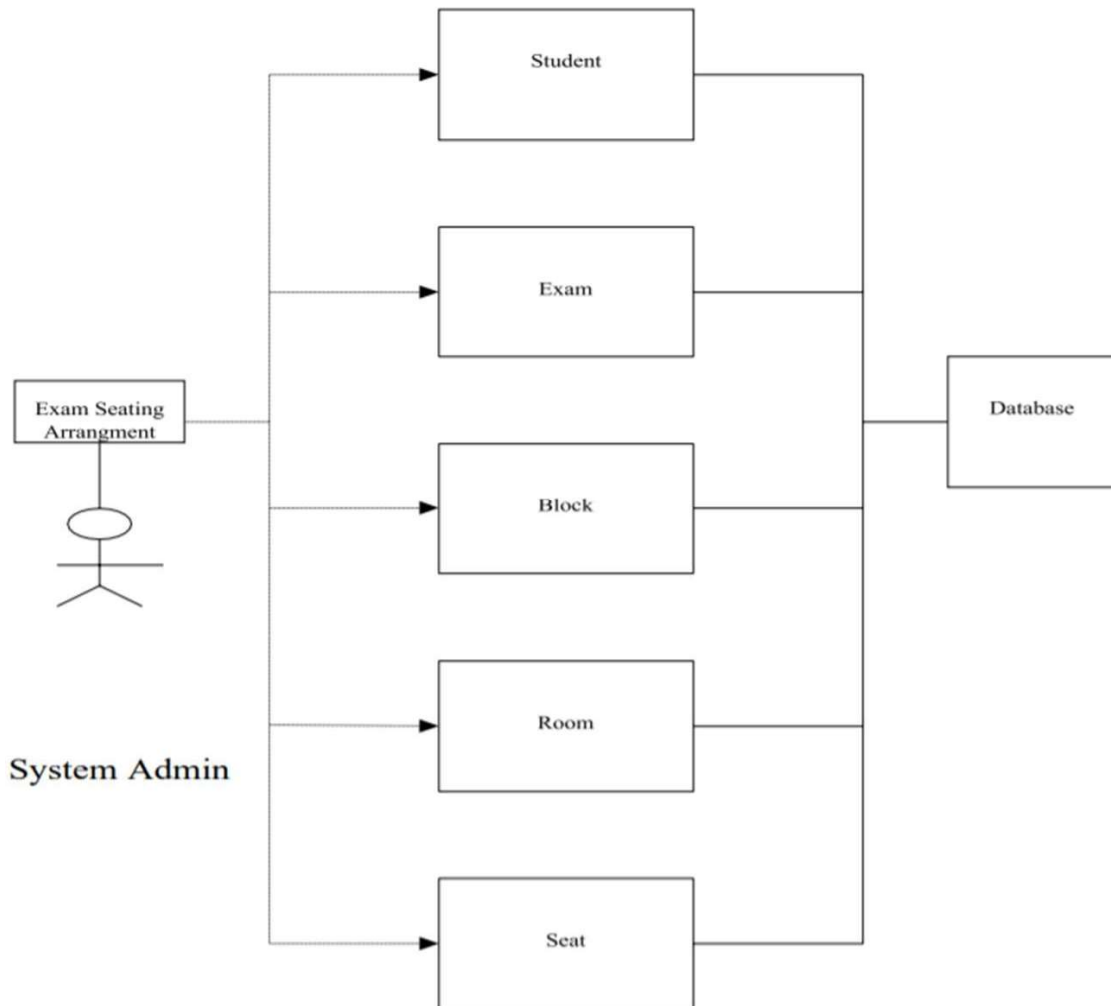 Student
Exam
Exam Seating
Arrangment
Database
Block
Room
System Admin
Seat